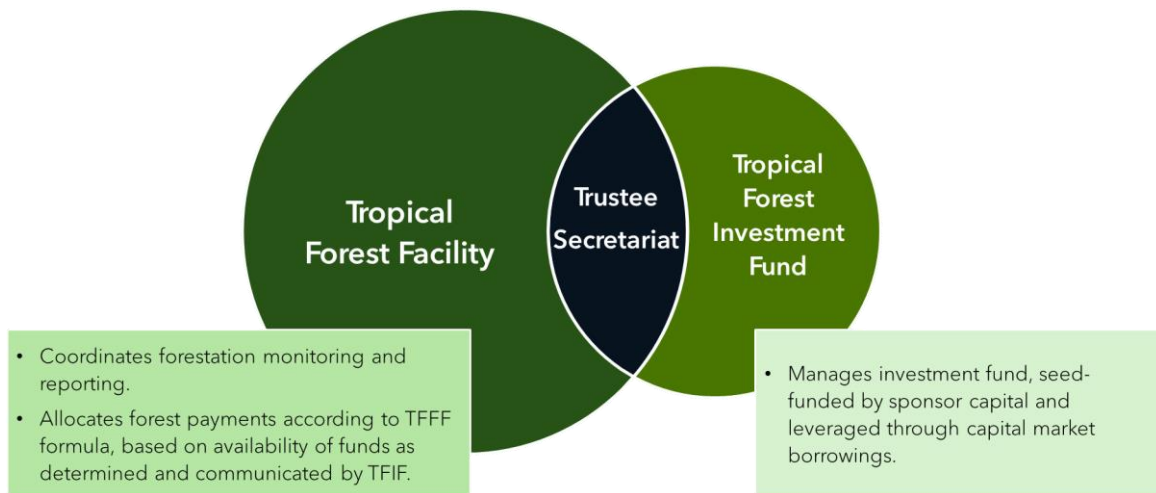 Tropical
Forest Facility
Trustee
Secretariat
Tropical
Forest
Investment
Fund
• Coordinates forestation monitoring and
reporting.
• Allocates forest payments according to TFFF
formula, based on availability of funds as
determined and communicated by TFIF.
• Manages investment fund, seed-
funded by sponsor capital and
leveraged through capital market
borrowings.